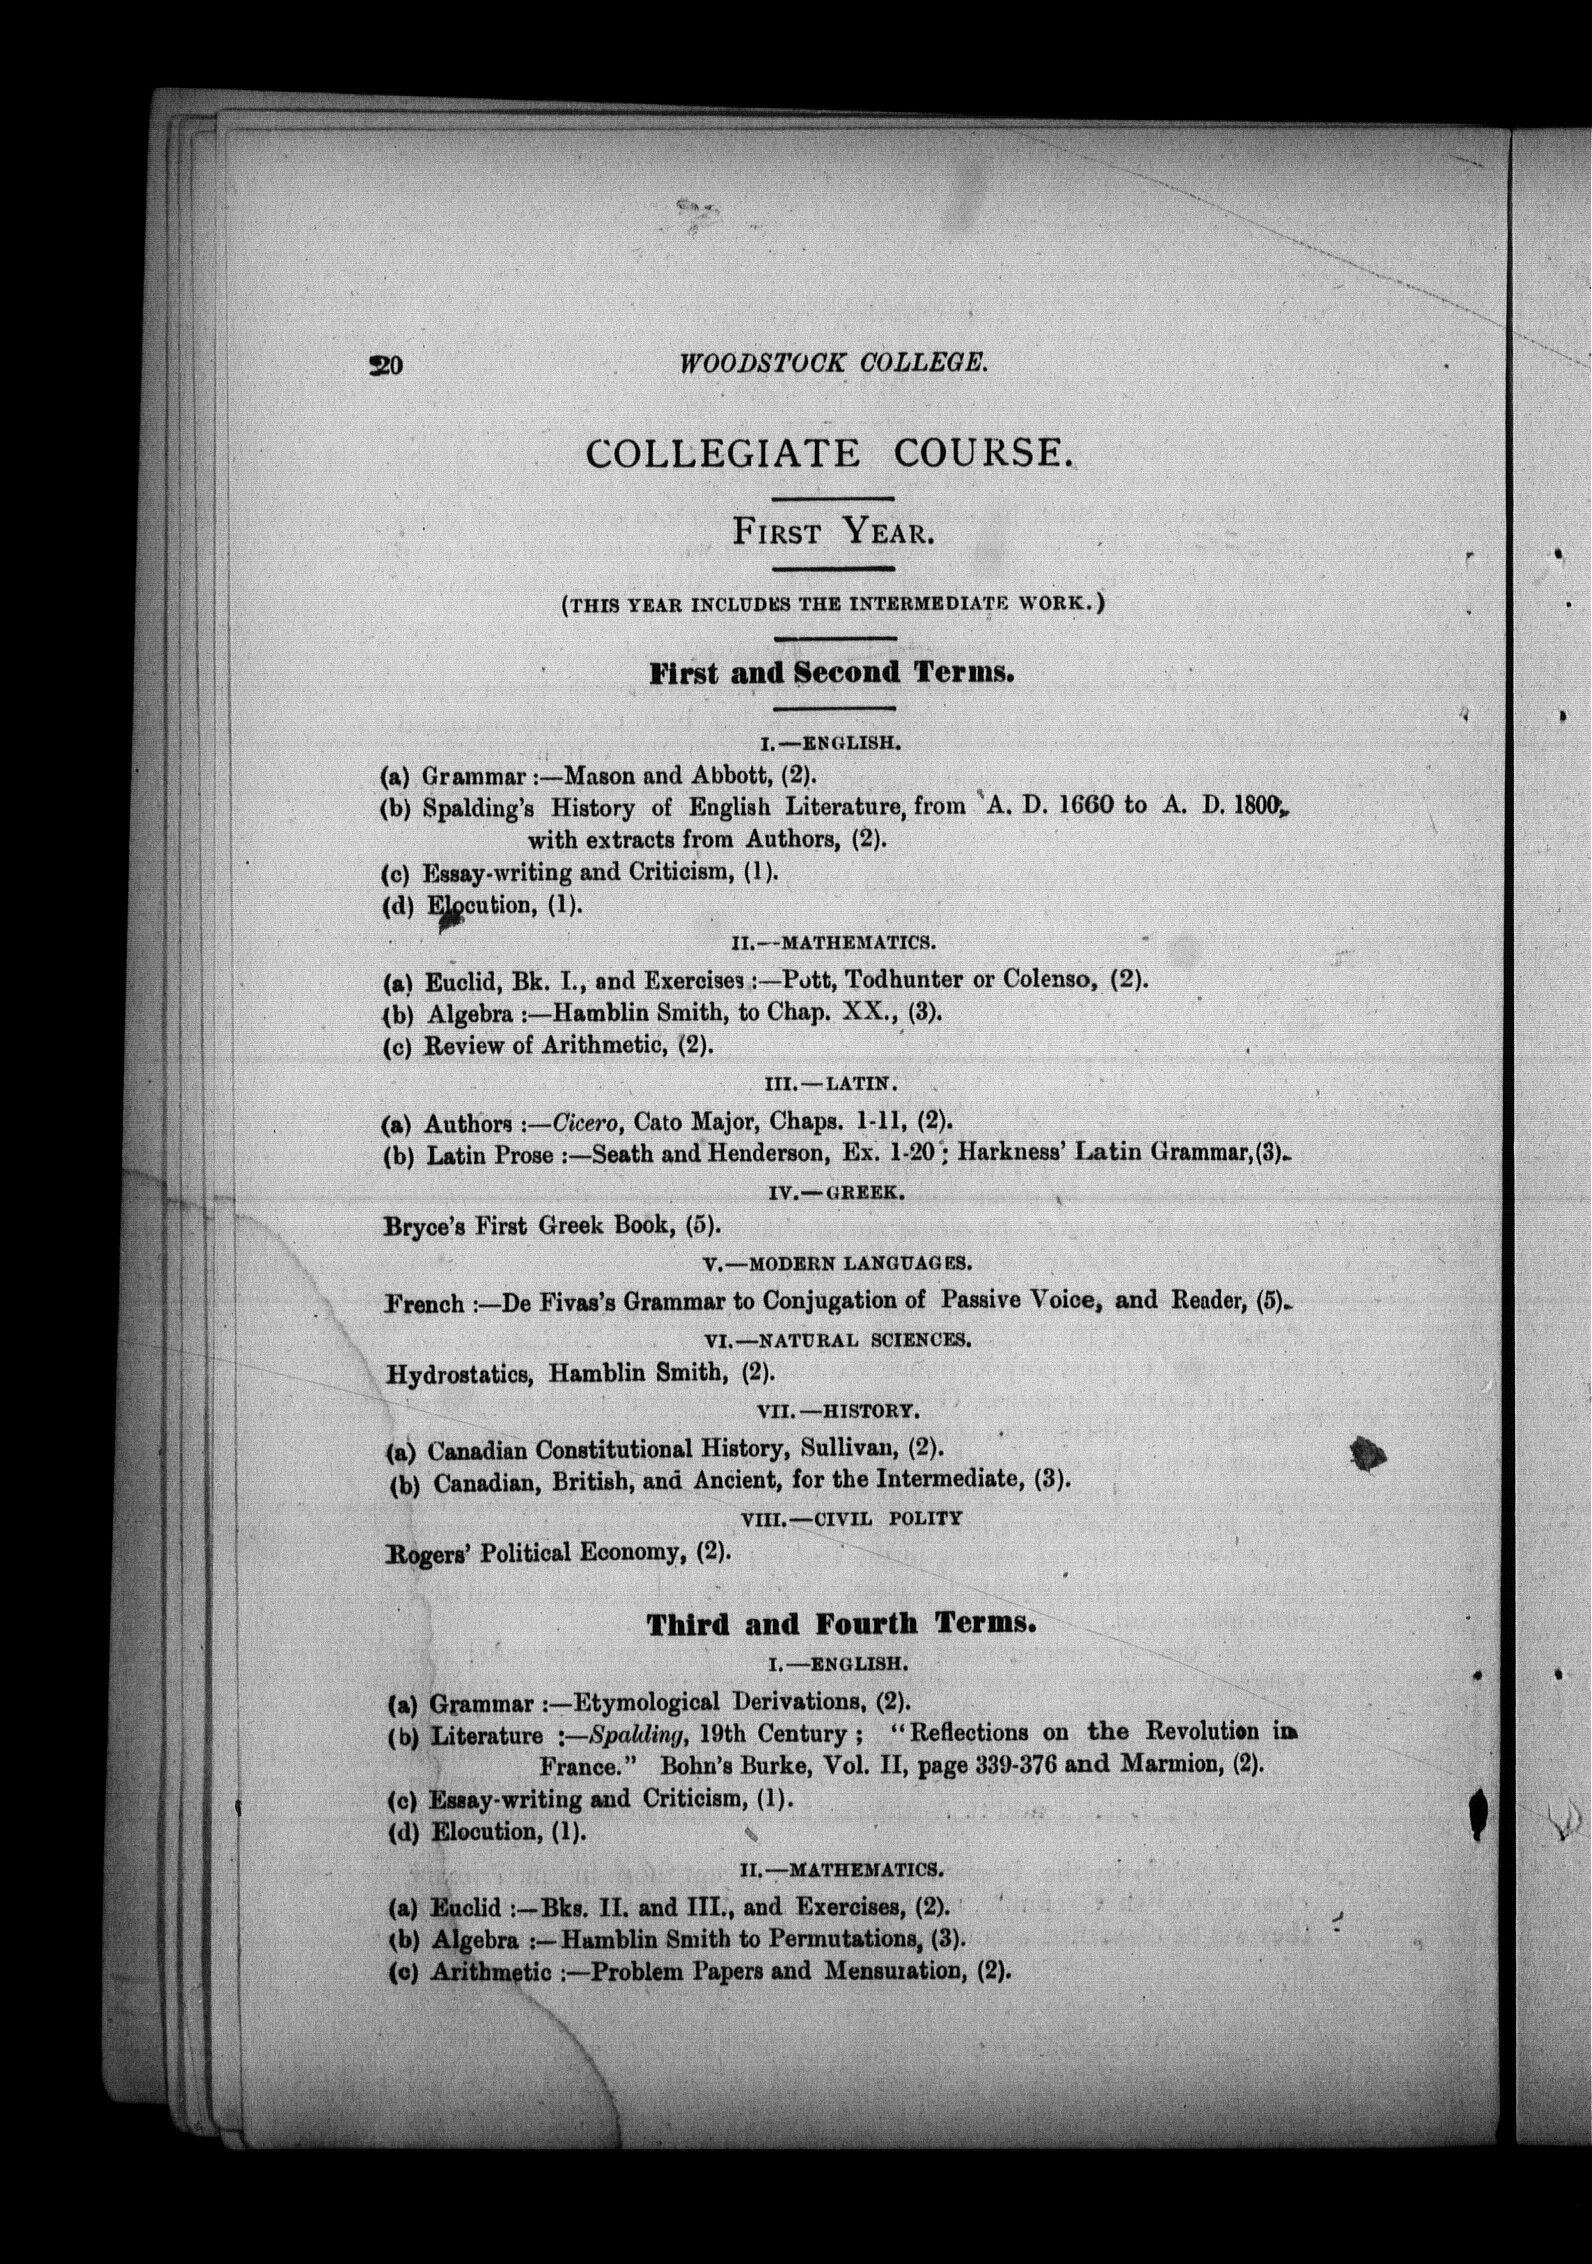 20 WOODSTOCK COLLEGE.
COLLEGIATE COURSE.
FIRST YEAR.
(THIS YEAR INCLUDES THE INTERMEDIATE WORK.)
First and Second Terms.
I.—ENGLISH.
(a) Grammar :—Mason and Abbott, (2).
(b) Spalding's History of English Literature, from A. D. 1660 to A. D. 1800,
with extracts from Authors, (2).
(c) Essay-writing and Criticism, (1).
(d) Elocution, (1).
II.—MATHEMATICS.
(a) Euclid, Bk. I., and Exercises :—Pott, Todhunter or Colenso, (2).
(b) Algebra :—Hamblin Smith, to Chap. XX., (3).
(c) Review of Arithmetic, (2).
III.—LATIN.
(a) Authors :—Cicero, Cato Major, Chaps. 1-11, (2).
(b) Latin Prose :—Seath and Henderson, Ex. 1-20 ; Harkness' Latin Grammar,(3).
IV.—GREEK.
Bryce's First Greek Book, (5).
V.—MODERN LANGUAGES.
French :—De Fivas's Grammar to Conjugation of Passive Voice, and Reader, (5).
VI.—NATURAL SCIENCES.
Hydrostatics, Hamblin Smith, (2).
VII.—HISTORY.
(a) Canadian Constitutional History, Sullivan, (2).
(b) Canadian, British, and Ancient, for the Intermediate, (3).
VIII.—CIVIL POLITY
Rogers' Political Economy, (2).
Third and Fourth Terms.
I.—ENGLISH.
(a) Grammar :—Etymological Derivations, (2).
(b) Literature :—Spalding, 19th Century ; "Reflections on the Revolution in
France." Bohn's Burke, Vol. II, page 339-376 and Marmion, (2).
(c) Essay-writing and Criticism, (1).
(d) Elocution, (1).
II.—MATHEMATICS.
(a) Euclid :—Bks. II. and III., and Exercises, (2).
(b) Algebra :—Hamblin Smith to Permutations, (3).
(c) Arithmetic :—Problem Papers and Mensuration, (2).